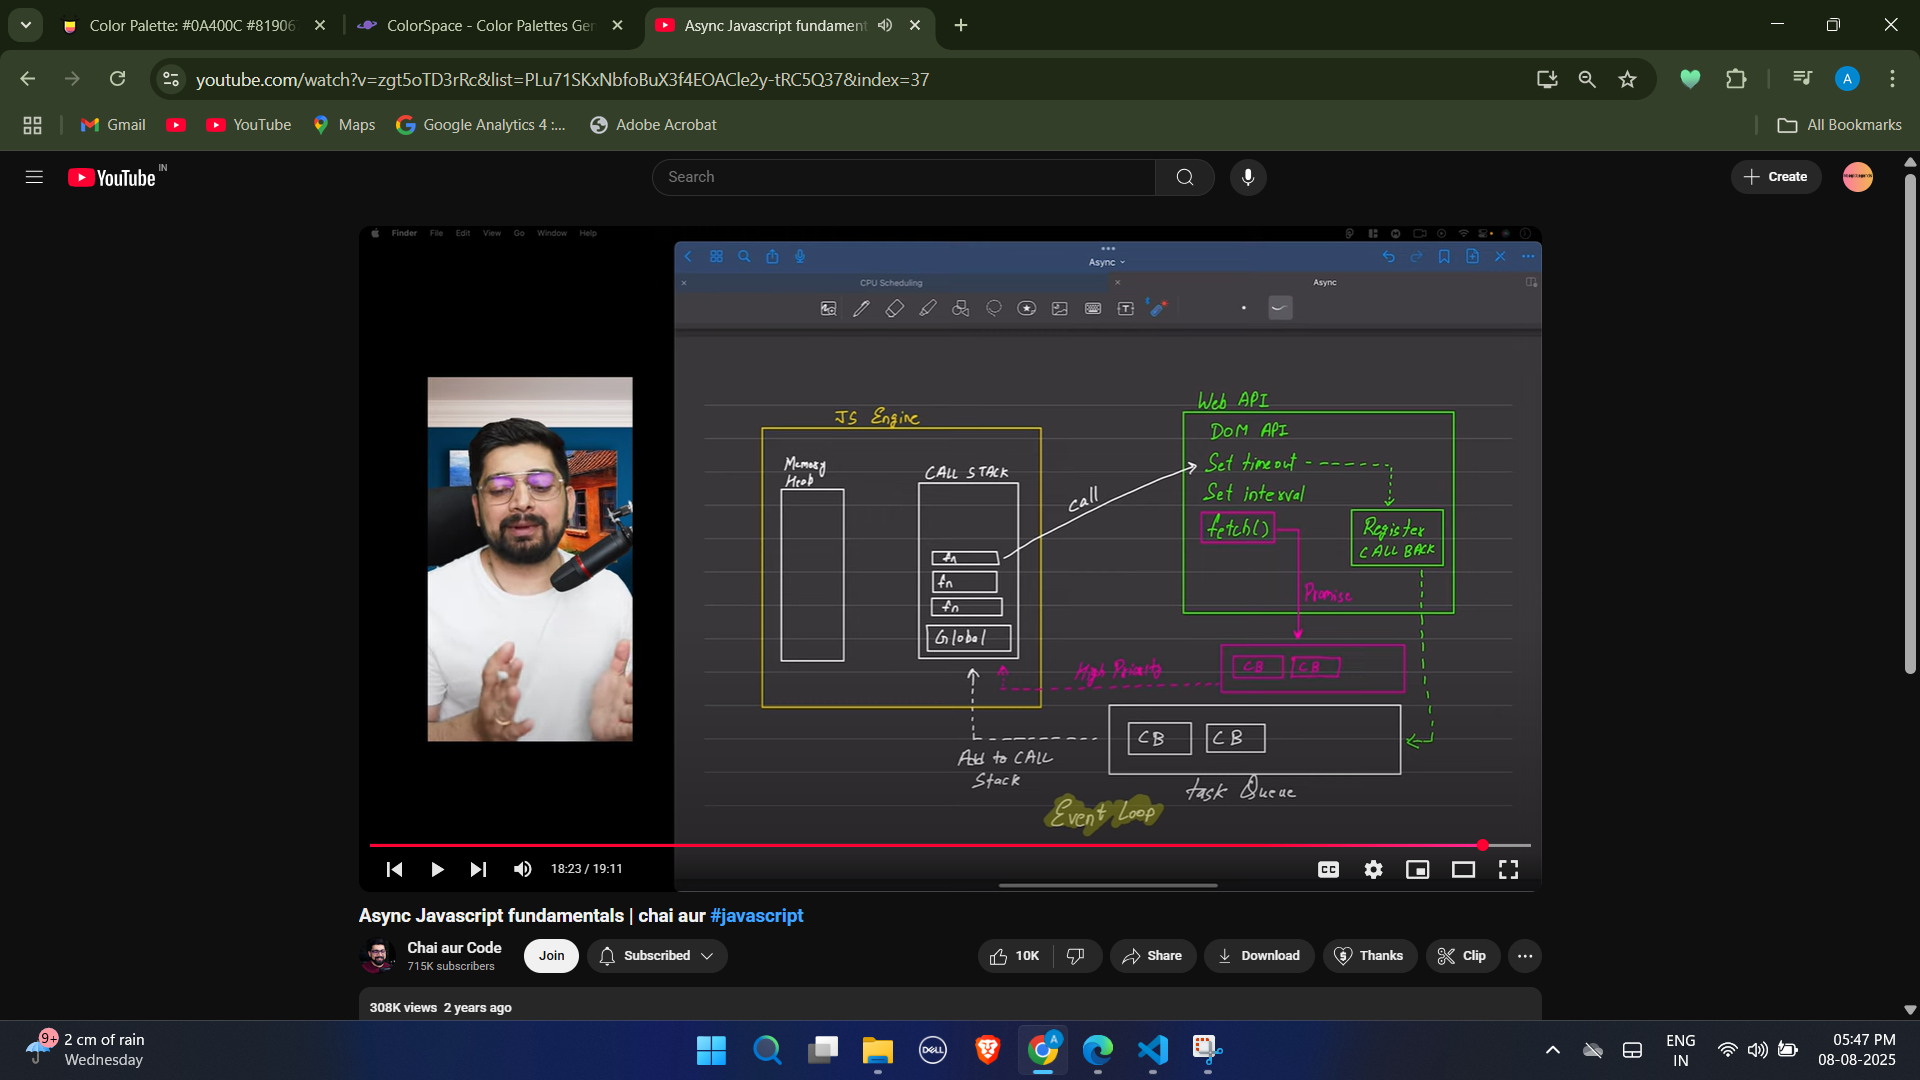 Color Palette: #0A400C #81906
ColorSpace - Color Palettes Gen
Async Javascript fundament
youtube.com/watch?v=zgt5oTD3rRc&list=PLu71SKxNbfoBuX3f4EOACle2y-tRC5Q37&index=37
A
Gmail
YouTube
Maps
Google Analytics 4 :...
Adobe Acrobat
All Bookmarks
YouTube IN
Search
Create
Finder File Edit View Go Window Help
Async
CPU Scheduling
Async
Web API
JS Engine
DOM API
Memory
Heap
CALL STACK
Set timeout
call
Set interval
fetch()
Register
CALL BACK
fn
fn
fn
Promise
Global
High Priority
CB CB
CB CB
Add to CALL
Stack
task Queue
Event Loop
18:23 / 19:11
CC
Async Javascript fundamentals | chai aur #javascript
Chai aur Code
715K subscribers
Join
Subscribed
10K
Share
Download
Thanks
Clip
308K views 2 years ago
9+
2 cm of rain
Wednesday
DELL
A
ENG
IN
05:47 PM
08-08-2025